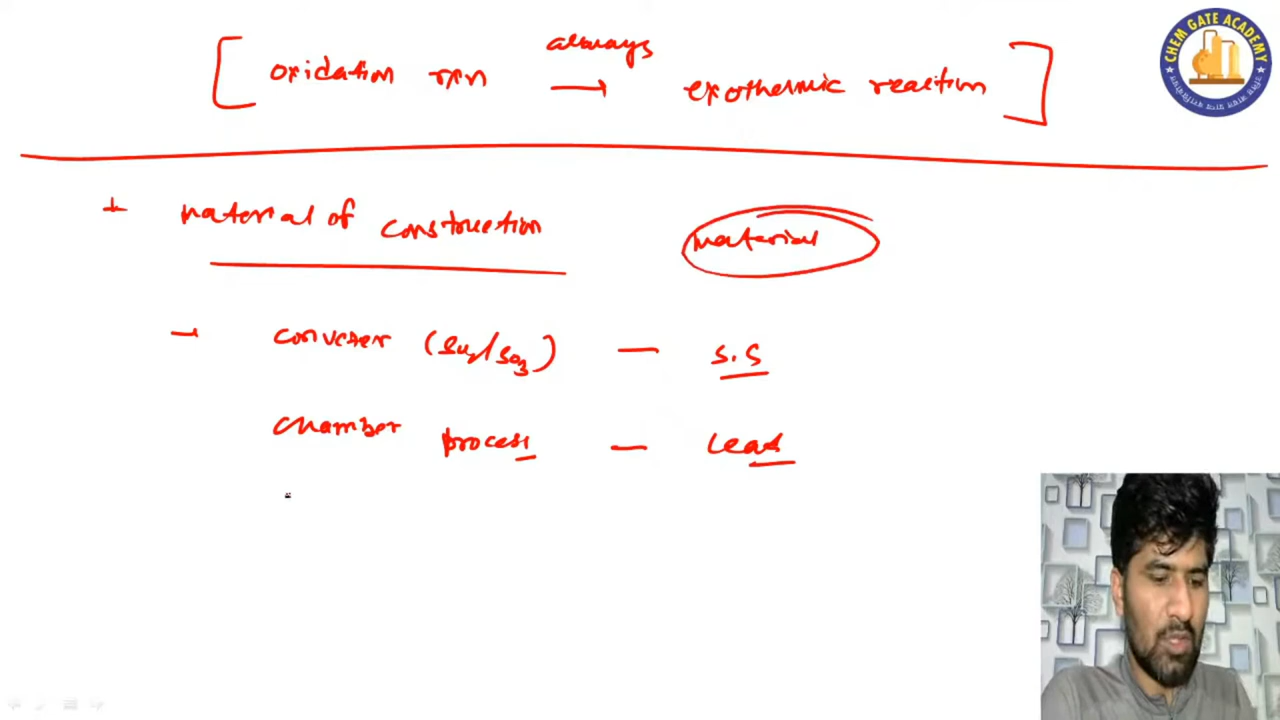 always
[ oxidation rxn → exothermic reaction ]
CHEM GATE ACADEMY
+ material of construction material
→ converter (SO2/SO3) — S.S
chamber process — lead